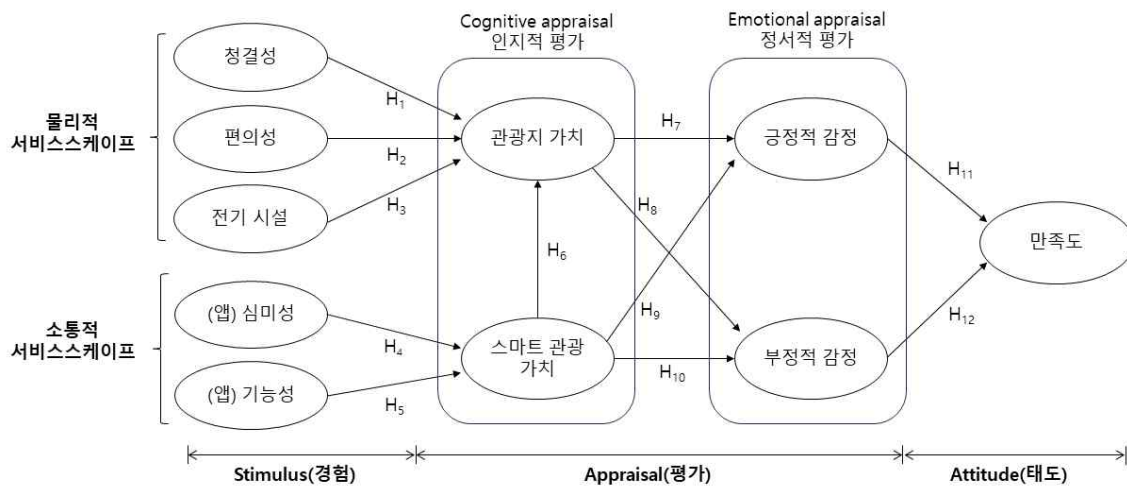 Cognitive appraisal
인지적 평가
Emotional appraisal
정서적 평가
물리적
서비스스케이프
청결성
편의성
전기 시설
H1
H2
H3
관광지 가치
H7
긍정적 감정
H8
H11
만족도
H6
소통적
서비스스케이프
(앱) 심미성
(앱) 기능성
H4
H5
스마트 관광
가치
H9
H10
부정적 감정
H12
Stimulus(경험)
Appraisal(평가)
Attitude(태도)